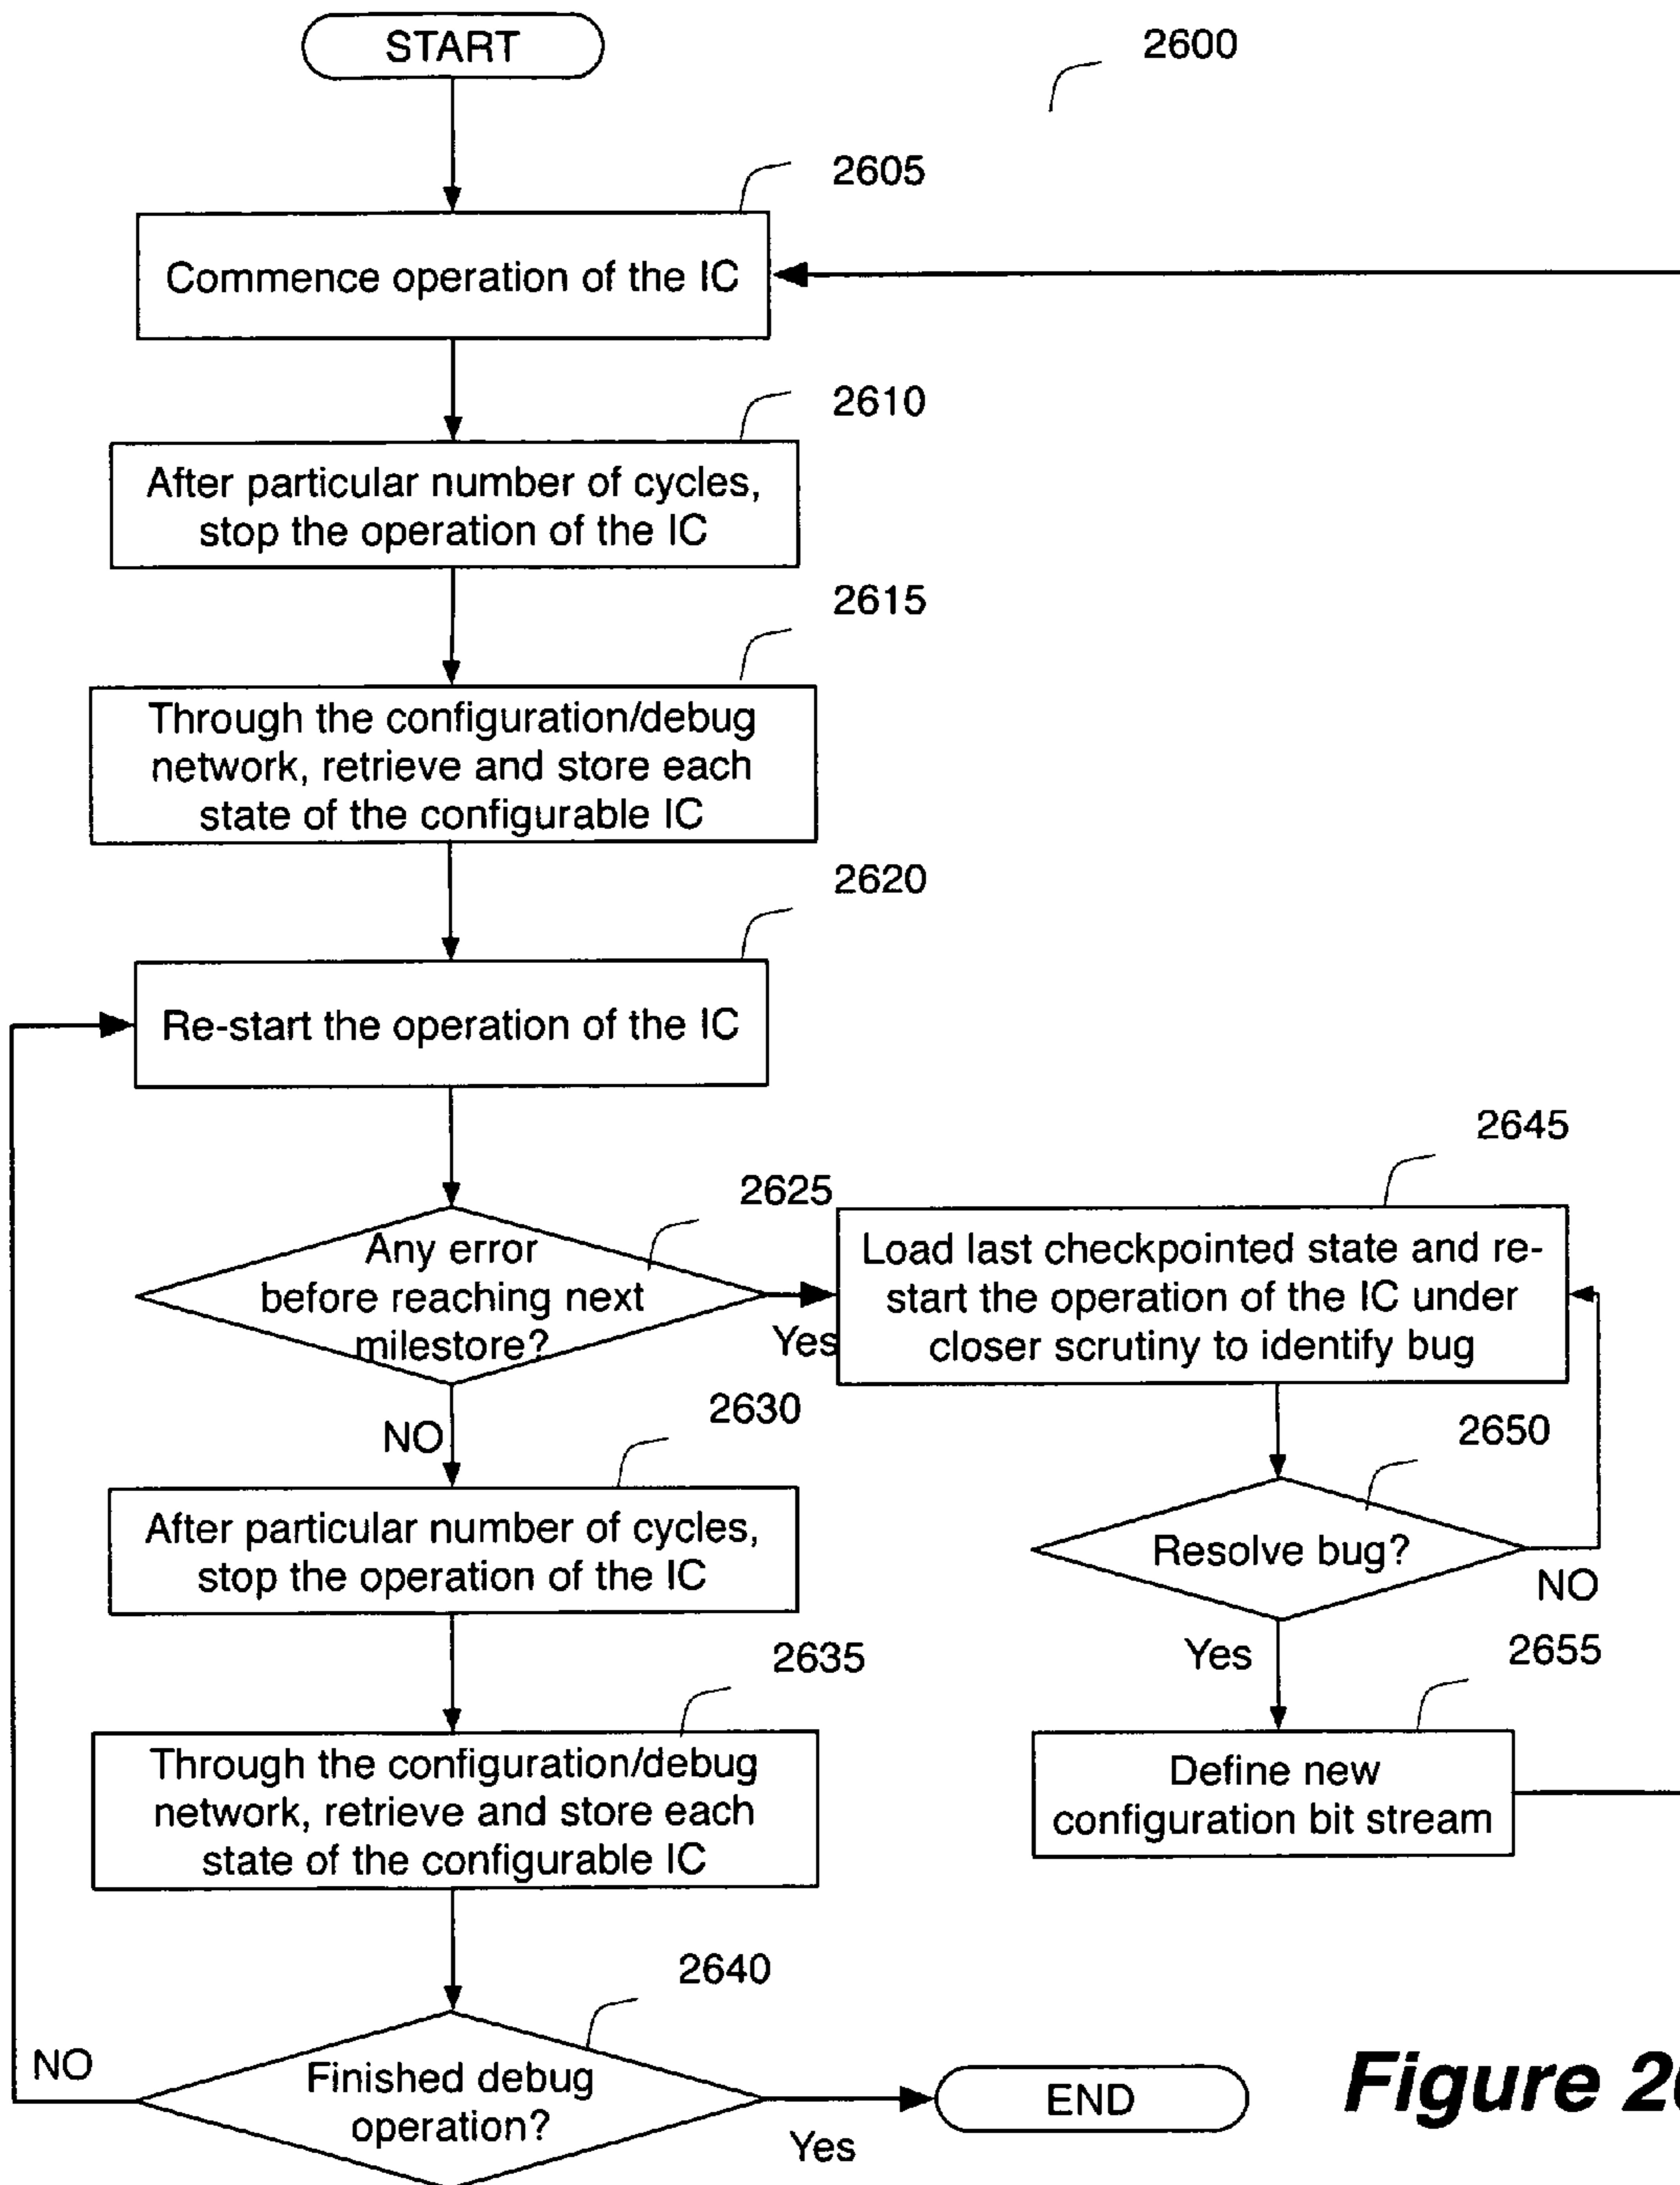 START
2600
2605
Commence operation of the IC
2610
After particular number of cycles,
stop the operation of the IC
2615
Through the configuration/debug
network, retrieve and store each
state of the configurable IC
2620
Re-start the operation of the IC
2625
Any error
before reaching next
milestore?
Yes
NO
2645
Load last checkpointed state and re-
start the operation of the IC under
closer scrutiny to identify bug
2630
After particular number of cycles,
stop the operation of the IC
2650
Resolve bug?
NO
Yes
2635
Through the configuration/debug
network, retrieve and store each
state of the configurable IC
2655
Define new
configuration bit stream
2640
Finished debug
operation?
NO
Yes
END
Figure 2